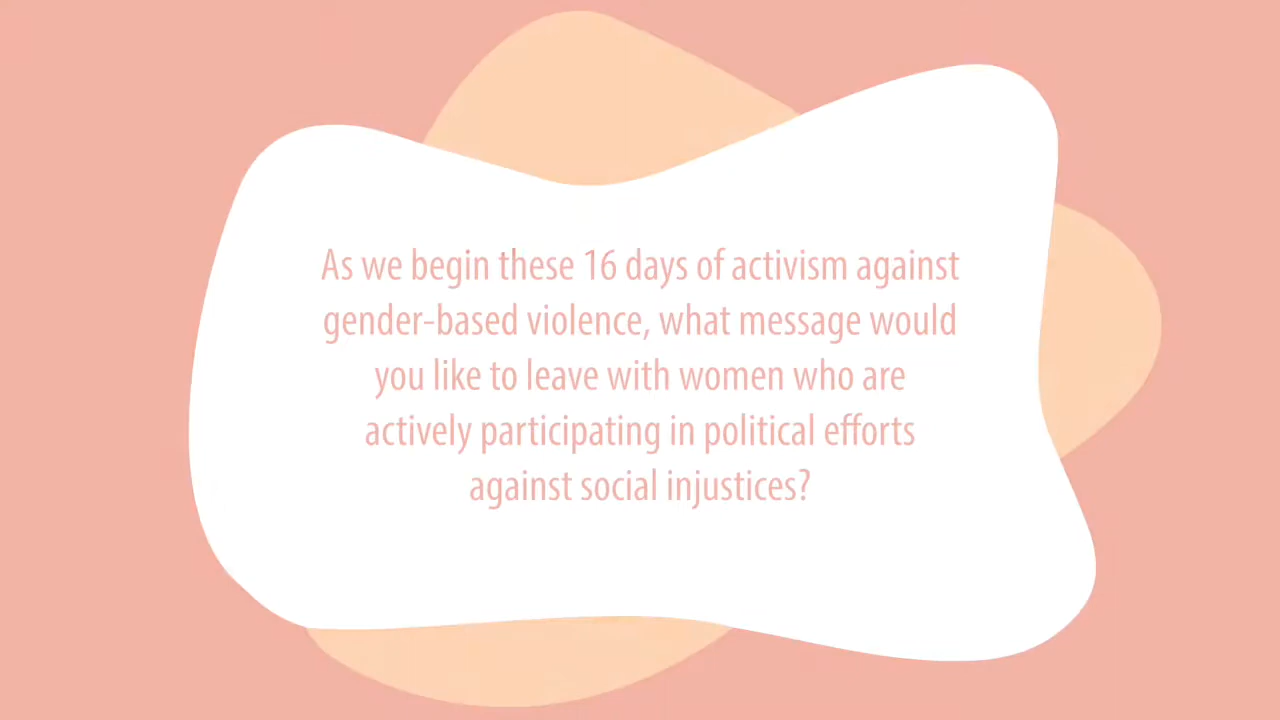 As we begin these 16 days of activism against
gender-based violence, what message would
you like to leave with women who are
actively participating in political efforts
against social injustices?